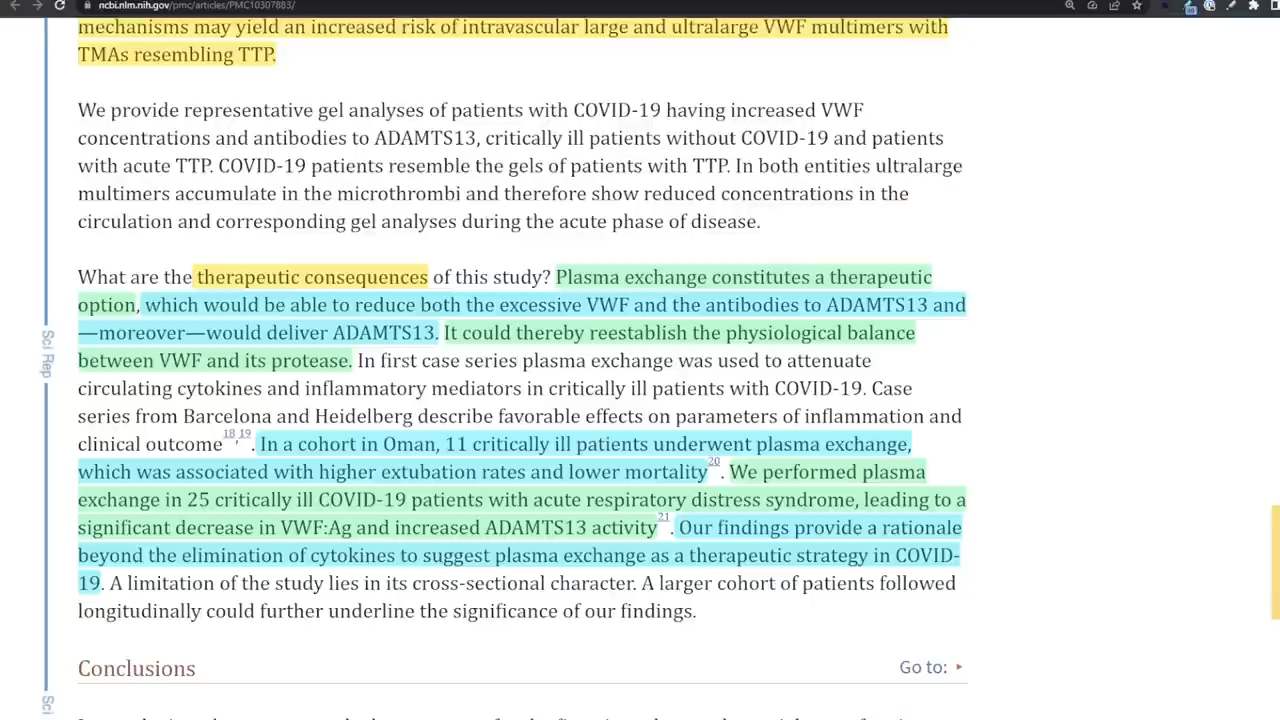 ncbi.nlm.nih.gov/pmc/articles/PMC10307883/
mechanisms may yield an increased risk of intravascular large and ultralarge VWF multimers with
TMAs resembling TTP.
We provide representative gel analyses of patients with COVID-19 having increased VWF
concentrations and antibodies to ADAMTS13, critically ill patients without COVID-19 and patients
with acute TTP. COVID-19 patients resemble the gels of patients with TTP. In both entities ultralarge
multimers accumulate in the microthrombi and therefore show reduced concentrations in the
circulation and corresponding gel analyses during the acute phase of disease.
What are the therapeutic consequences of this study? Plasma exchange constitutes a therapeutic
option, which would be able to reduce both the excessive VWF and the antibodies to ADAMTS13 and
—moreover—would deliver ADAMTS13. It could thereby reestablish the physiological balance
between VWF and its protease. In first case series plasma exchange was used to attenuate
circulating cytokines and inflammatory mediators in critically ill patients with COVID-19. Case
series from Barcelona and Heidelberg describe favorable effects on parameters of inflammation and
clinical outcome18,19. In a cohort in Oman, 11 critically ill patients underwent plasma exchange,
which was associated with higher extubation rates and lower mortality20. We performed plasma
exchange in 25 critically ill COVID-19 patients with acute respiratory distress syndrome, leading to a
significant decrease in VWF:Ag and increased ADAMTS13 activity21. Our findings provide a rationale
beyond the elimination of cytokines to suggest plasma exchange as a therapeutic strategy in COVID-
19. A limitation of the study lies in its cross-sectional character. A larger cohort of patients followed
longitudinally could further underline the significance of our findings.
Conclusions
Go to:
Sci Rep
Sci